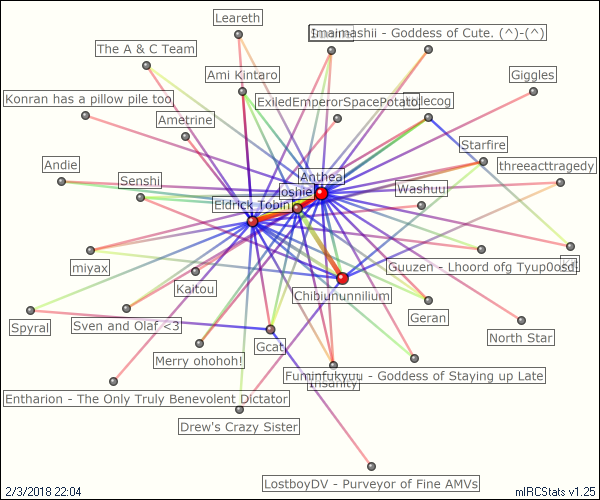 Leareth
Imaimashii - Goddess of Cute. (^)-(^)
The A & C Team
Ami Kintaro
Giggles
Konran has a pillow pile too
ExiledEmperorSpacePotato
Ametrine
Starfire
Andie
Anthea
threeacttragedy
Senshi
Joshie
Washuu
Eldrick Tobin
miyax
Guuzen - Lhoord ofg Tyup0osd!
Kaitou
Chibiununnilium
Geran
Spyral
Sven and Olaf <3
North Star
Gcat
Merry ohohoh!
Fuminfukyuu - Goddess of Staying up Late
Insanity
Entharion - The Only Truly Benevolent Dictator
Drew's Crazy Sister
LostboyDV - Purveyor of Fine AMVs
2/3/2018 22:04
mIRCStats v1.25